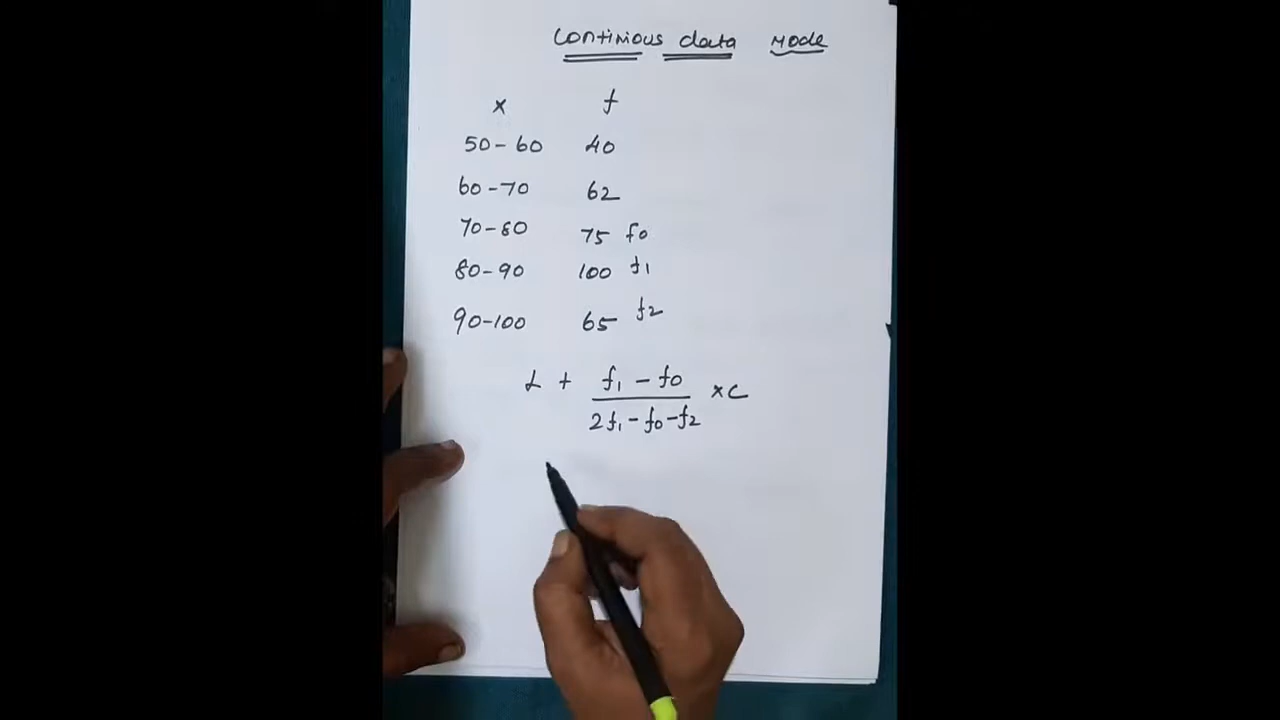 continious data Mode
x f
50-60 40
60-70 62
70-80 75 f0
80-90 100 f1
90-100 65 f2
L + f1 - f0 / 2f1 - f0 - f2 × C